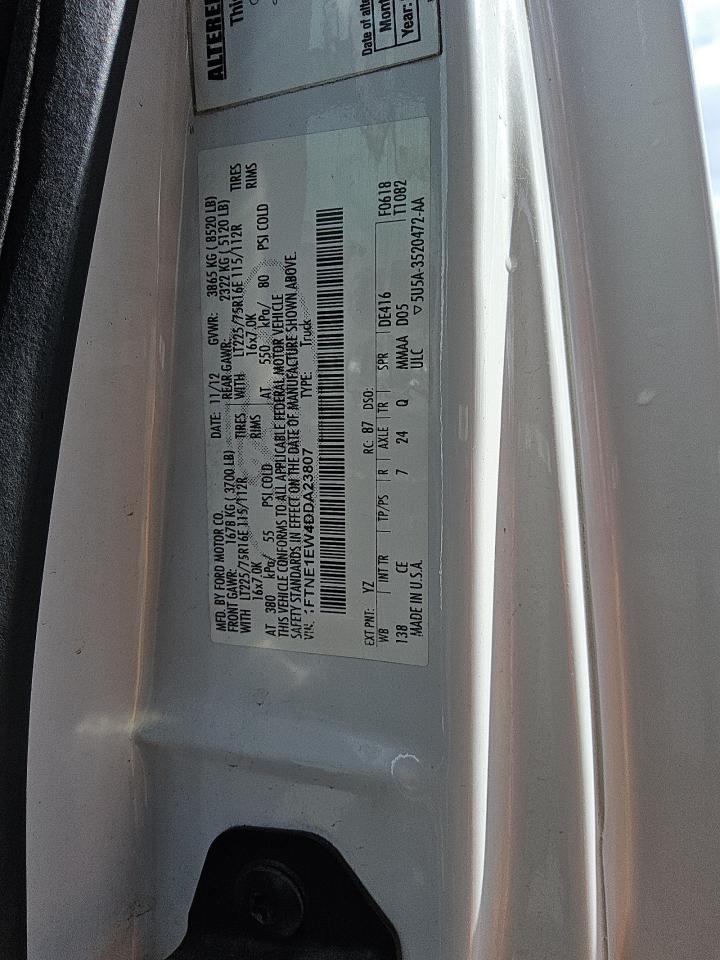 ALTERED
Date of alte
Month
Year:
MFD. BY FORD MOTOR CO. DATE: 11/12 GVWR: 3865 KG ( 8520 LB)
FRONT GAWR: 1678 KG (3700 LB) REAR GAWR: 2322 KG ( 5120 LB)
WITH LT225/75R16E 115/112R TIRES WITH LT225/75R16E 115/112R TIRES
16x7.0K RIMS 16x7.0K RIMS
AT 380 kPa/ 55 PSI COLD AT 550 kPa/ 80 PSI COLD
THIS VEHICLE CONFORMS TO ALL APPLICABLE FEDERAL MOTOR VEHICLE
SAFETY STANDARDS IN EFFECT ON THE DATE OF MANUFACTURE SHOWN ABOVE.
VIN: 1FTNE1EW4DDA23807 TYPE: Truck
EXT PNT: YZ RC: 87 DSO:
WB INT TR TP/PS R AXLE TR SPR DE416 F0618
138 CE 7 24 Q MMAA D05 T1082
MADE IN U.S.A. ULC ▽ 5U5A-3520472-AA